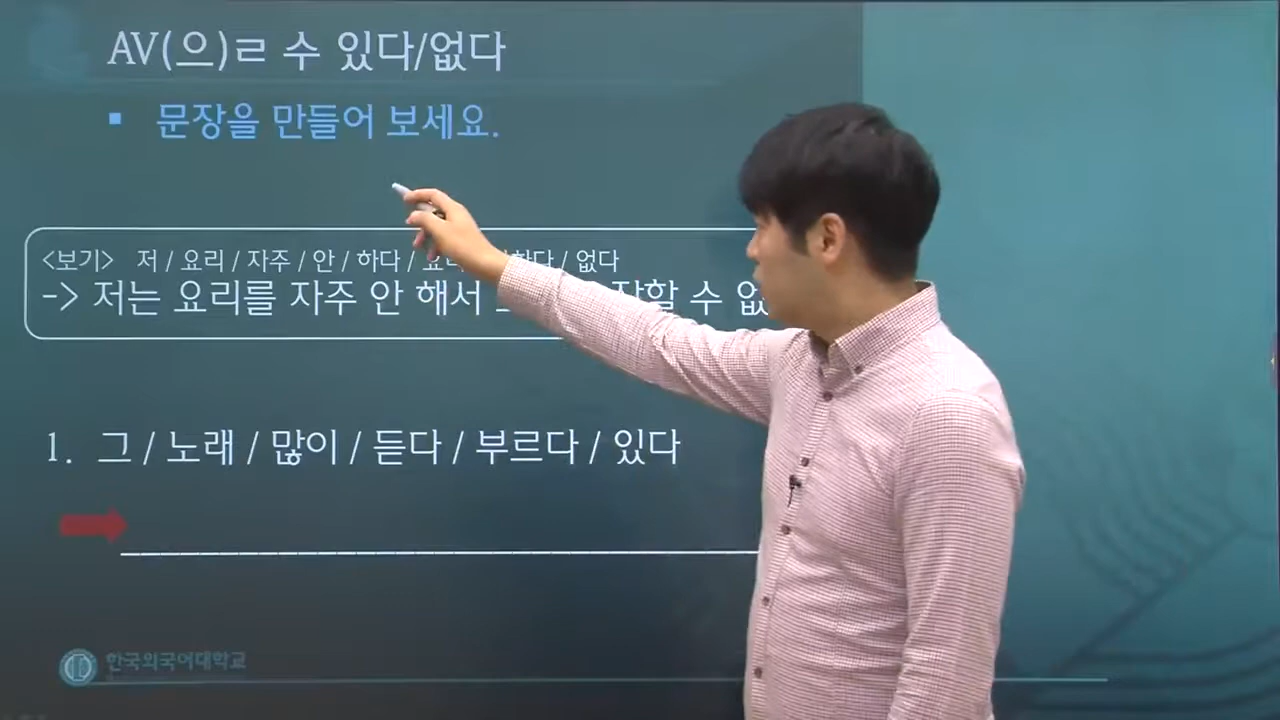 AV(으)ㄹ 수 있다/없다
▪ 문장을 만들어 보세요.
<보기> 저 / 요리 / 자주 / 안 / 하다 / / 없다
-> 저는 요리를 자주 안 해서 수
1. 그 / 노래 / 많이 / 듣다 / 부르다 / 있다
한국외국어대학교